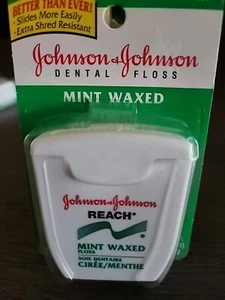 BETTER THAN EVER!
• Slides More Easily
• Extra Shred Resistant
Johnson & Johnson
DENTAL FLOSS
MINT WAXED
Johnson & Johnson
REACH®
MINT WAXED
FLOSS
SOIE DENTAIRE
CIRÉE/MENTHE